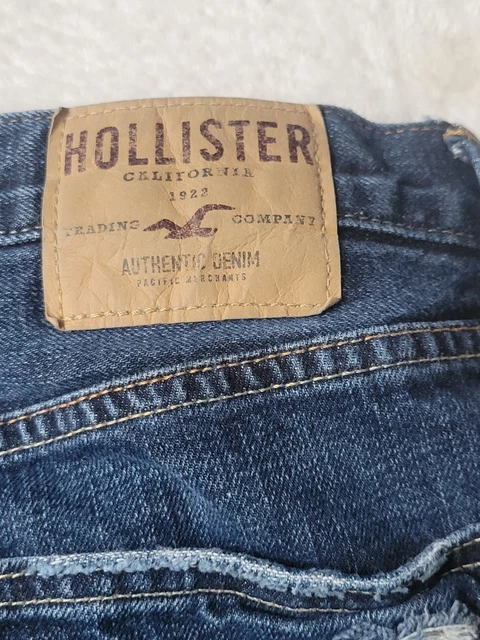 HOLLISTER
CALIFORNIA
1922
TRADING COMPANY
AUTHENTIC DENIM
PACIFIC MERCHANTS